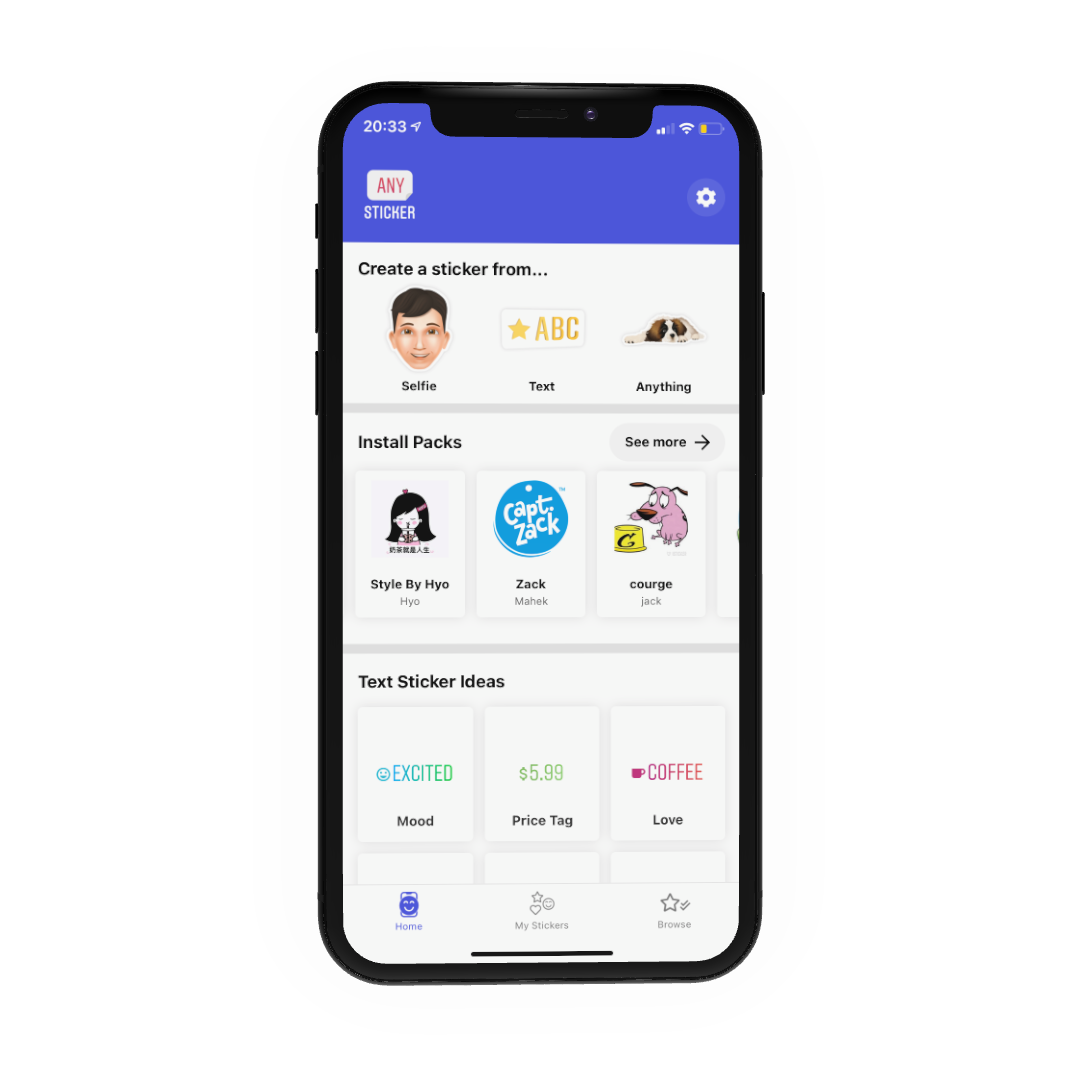 20:33
ANY
STICKER
Create a sticker from...
ABC
Selfie
Text
Anything
Install Packs
See more
奶茶就是人生..
Capt.
Zack
TM
Style By Hyo
Zack
courge
Hyo
Mahek
jack
Text Sticker Ideas
EXCITED
$5.99
COFFEE
Mood
Price Tag
Love
Home
My Stickers
Browse